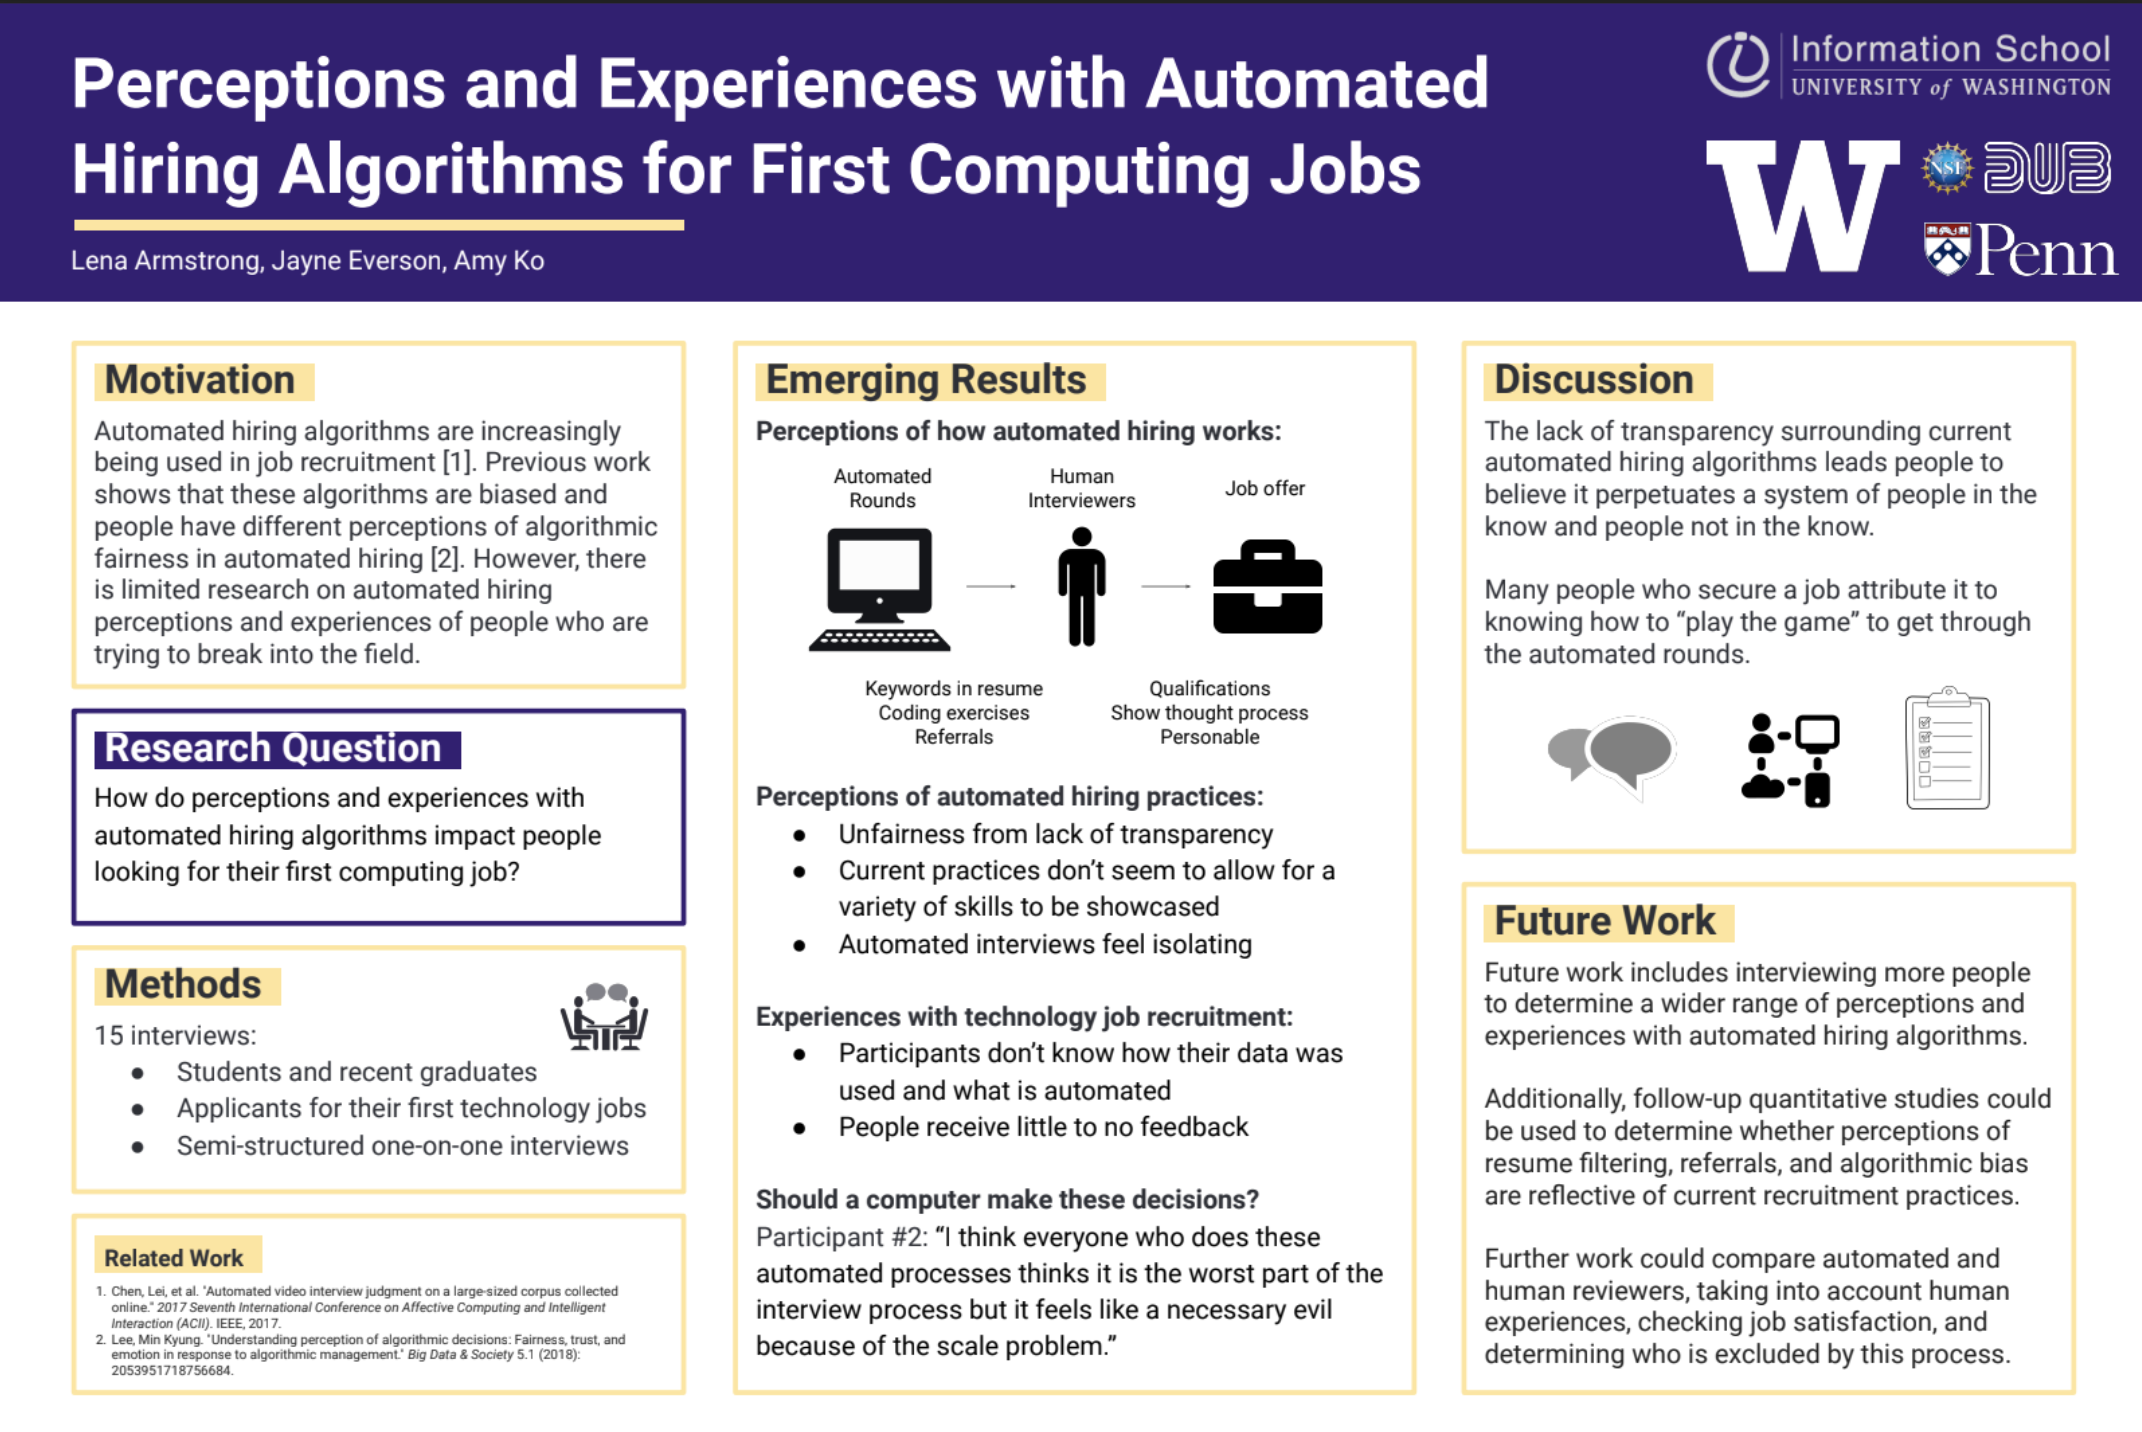 Perceptions and Experiences with Automated
Hiring Algorithms for First Computing Jobs
Lena Armstrong, Jayne Everson, Amy Ko
Information School
UNIVERSITY of WASHINGTON
W
NSF
DUB
Penn
Motivation
Automated hiring algorithms are increasingly
being used in job recruitment [1]. Previous work
shows that these algorithms are biased and
people have different perceptions of algorithmic
fairness in automated hiring [2]. However, there
is limited research on automated hiring
perceptions and experiences of people who are
trying to break into the field.
Research Question
How do perceptions and experiences with
automated hiring algorithms impact people
looking for their first computing job?
Methods
15 interviews:
● Students and recent graduates
● Applicants for their first technology jobs
● Semi-structured one-on-one interviews
Related Work
1. Chen, Lei, et al. "Automated video interview judgment on a large-sized corpus collected
online." 2017 Seventh International Conference on Affective Computing and Intelligent
Interaction (ACII). IEEE, 2017.
2. Lee, Min Kyung. "Understanding perception of algorithmic decisions: Fairness, trust, and
emotion in response to algorithmic management." Big Data & Society 5.1 (2018):
2053951718756684.
Emerging Results
Perceptions of how automated hiring works:
Automated
Rounds
Human
Interviewers
Job offer
Keywords in resume
Coding exercises
Referrals
Qualifications
Show thought process
Personable
Perceptions of automated hiring practices:
● Unfairness from lack of transparency
● Current practices don't seem to allow for a
variety of skills to be showcased
● Automated interviews feel isolating
Experiences with technology job recruitment:
● Participants don't know how their data was
used and what is automated
● People receive little to no feedback
Should a computer make these decisions?
Participant #2: “I think everyone who does these
automated processes thinks it is the worst part of the
interview process but it feels like a necessary evil
because of the scale problem.”
Discussion
The lack of transparency surrounding current
automated hiring algorithms leads people to
believe it perpetuates a system of people in the
know and people not in the know.
Many people who secure a job attribute it to
knowing how to “play the game” to get through
the automated rounds.
Future Work
Future work includes interviewing more people
to determine a wider range of perceptions and
experiences with automated hiring algorithms.
Additionally, follow-up quantitative studies could
be used to determine whether perceptions of
resume filtering, referrals, and algorithmic bias
are reflective of current recruitment practices.
Further work could compare automated and
human reviewers, taking into account human
experiences, checking job satisfaction, and
determining who is excluded by this process.